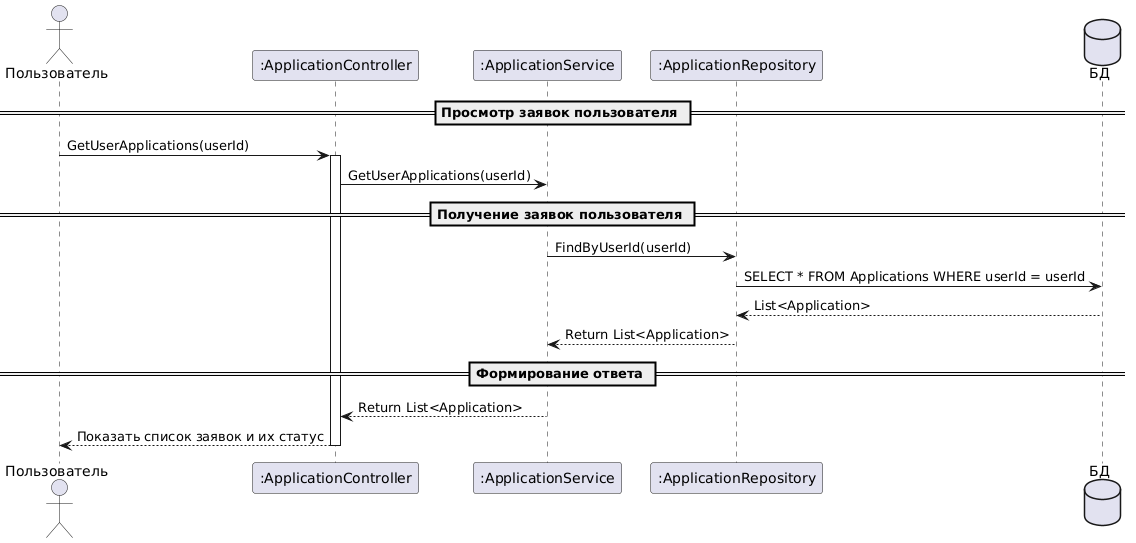 Пользователь
:ApplicationController
:ApplicationService
:ApplicationRepository
БД
Просмотр заявок пользователя
GetUserApplications(userId)
GetUserApplications(userId)
Получение заявок пользователя
FindByUserId(userId)
SELECT * FROM Applications WHERE userId = userId
List<Application>
Return List<Application>
Формирование ответа
Return List<Application>
Показать список заявок и их статус
Пользователь
:ApplicationController
:ApplicationService
:ApplicationRepository
БД